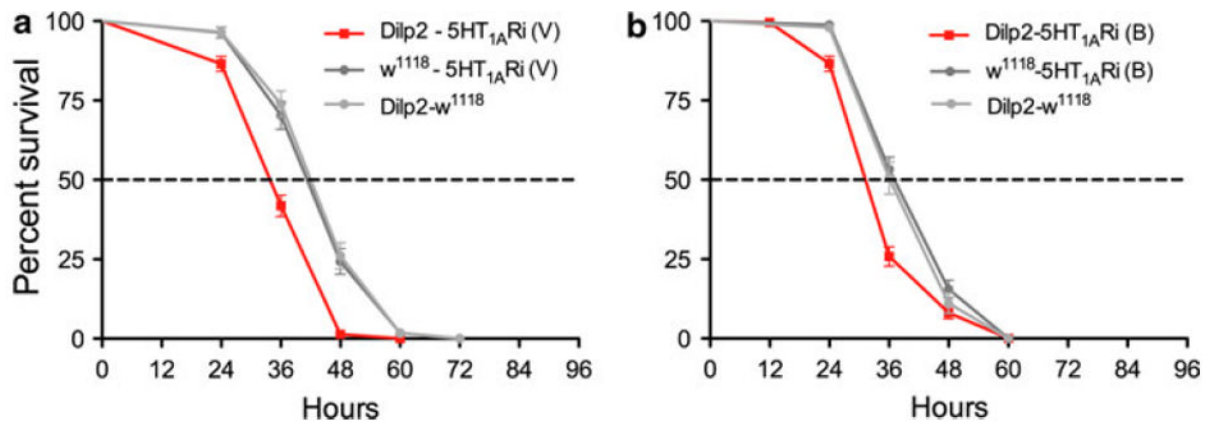 a
Dilp2 - 5HT1ARi (V)
w1118 - 5HT1ARi (V)
Dilp2-w1118
Percent survival
100
75
50
25
0
0 12 24 36 48 60 72 84 96
Hours
b
Dilp2-5HT1ARi (B)
w1118-5HT1ARi (B)
Dilp2-w1118
100
75
50
25
0
0 12 24 36 48 60 72 84 96
Hours